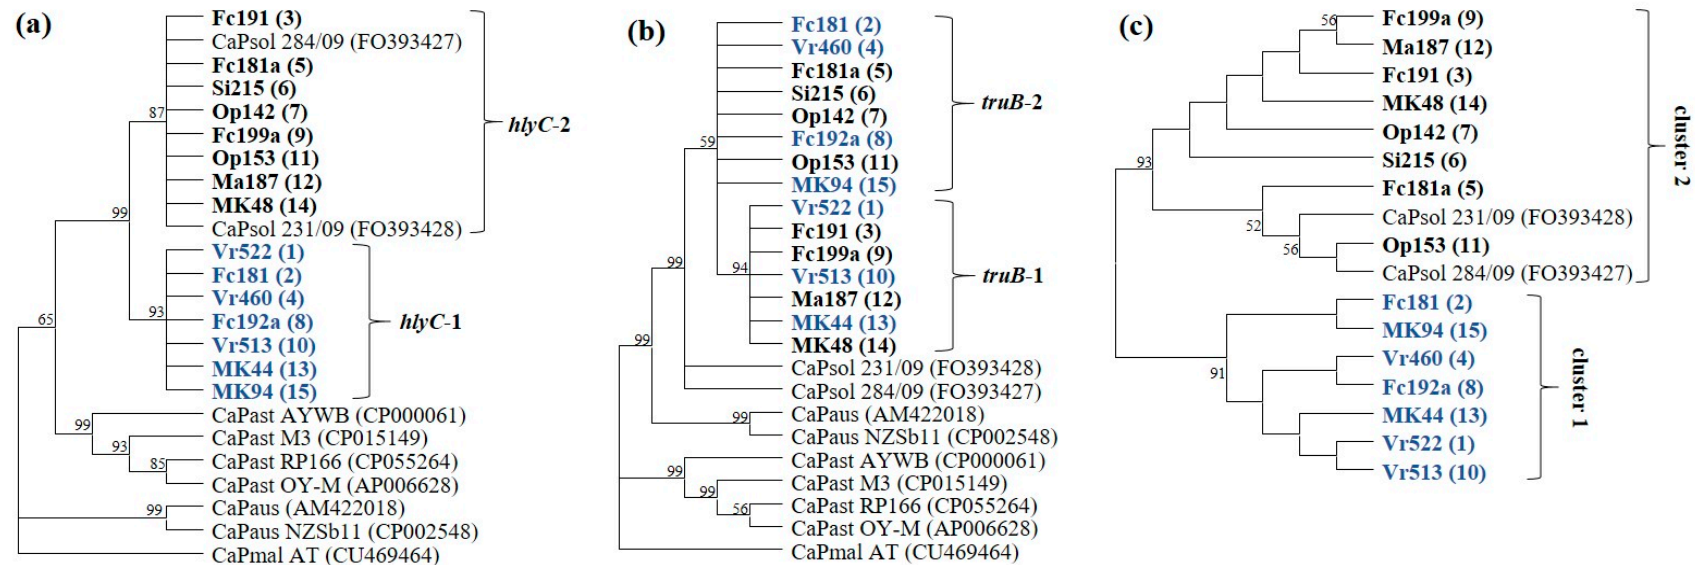 (a)
Fc191 (3)
CaPsol 284/09 (FO393427)
Fc181a (5)
Si215 (6)
Op142 (7)
Fc199a (9)
Op153 (11)
Ma187 (12)
MK48 (14)
CaPsol 231/09 (FO393428)
Vr522 (1)
Fc181 (2)
Vr460 (4)
Fc192a (8)
Vr513 (10)
MK44 (13)
MK94 (15)
CaPast AYWB (CP000061)
CaPast M3 (CP015149)
CaPast RP166 (CP055264)
CaPast OY-M (AP006628)
CaPaus (AM422018)
CaPaus NZSb11 (CP002548)
CaPmal AT (CU469464)
87
99
93
65
99
93
85
99
hlyC-2
hlyC-1
(b)
Fc181 (2)
Vr460 (4)
Fc181a (5)
Si215 (6)
Op142 (7)
Fc192a (8)
Op153 (11)
MK94 (15)
Vr522 (1)
Fc191 (3)
Fc199a (9)
Vr513 (10)
Ma187 (12)
MK44 (13)
MK48 (14)
CaPsol 231/09 (FO393428)
CaPsol 284/09 (FO393427)
CaPaus (AM422018)
CaPaus NZSb11 (CP002548)
CaPast AYWB (CP000061)
CaPast M3 (CP015149)
CaPast RP166 (CP055264)
CaPast OY-M (AP006628)
CaPmal AT (CU469464)
59
99
94
99
99
99
99
56
truB-2
truB-1
(c)
Fc199a (9)
Ma187 (12)
Fc191 (3)
MK48 (14)
Op142 (7)
Si215 (6)
Fc181a (5)
CaPsol 231/09 (FO393428)
Op153 (11)
CaPsol 284/09 (FO393427)
Fc181 (2)
MK94 (15)
Vr460 (4)
Fc192a (8)
MK44 (13)
Vr522 (1)
Vr513 (10)
56
93
52
56
91
cluster 2
cluster 1